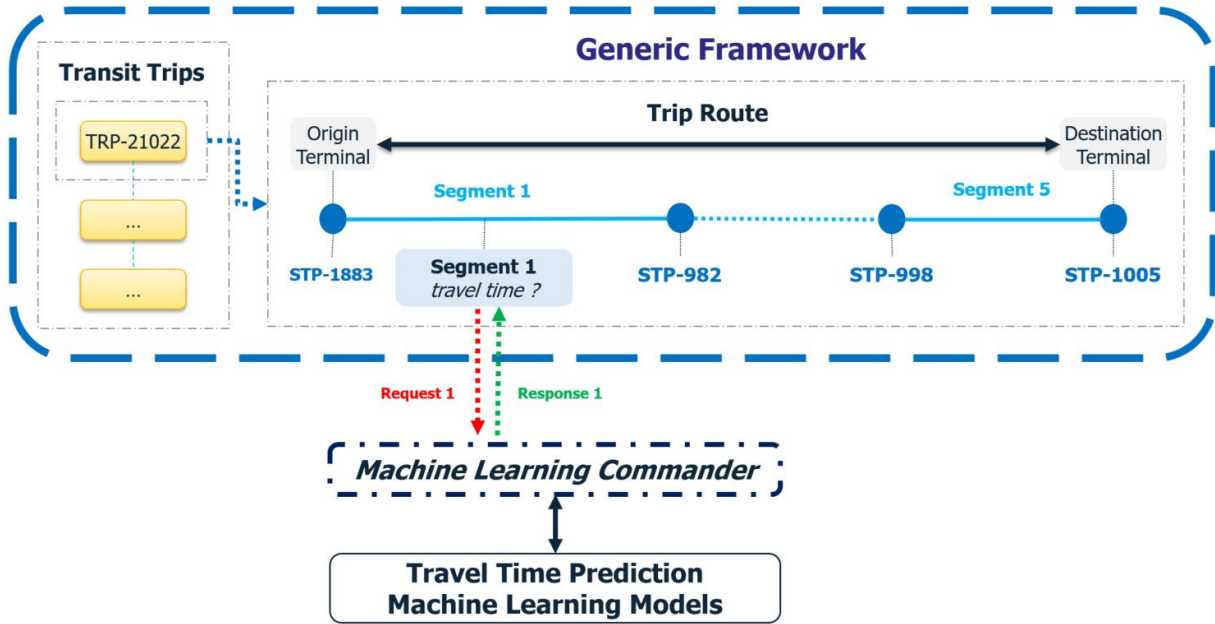 Generic Framework
Transit Trips
TRP-21022
...
...
Trip Route
Origin
Terminal
Destination
Terminal
Segment 1
Segment 5
STP-1883
Segment 1
travel time ?
STP-982
STP-998
STP-1005
Request 1
Response 1
Machine Learning Commander
Travel Time Prediction
Machine Learning Models